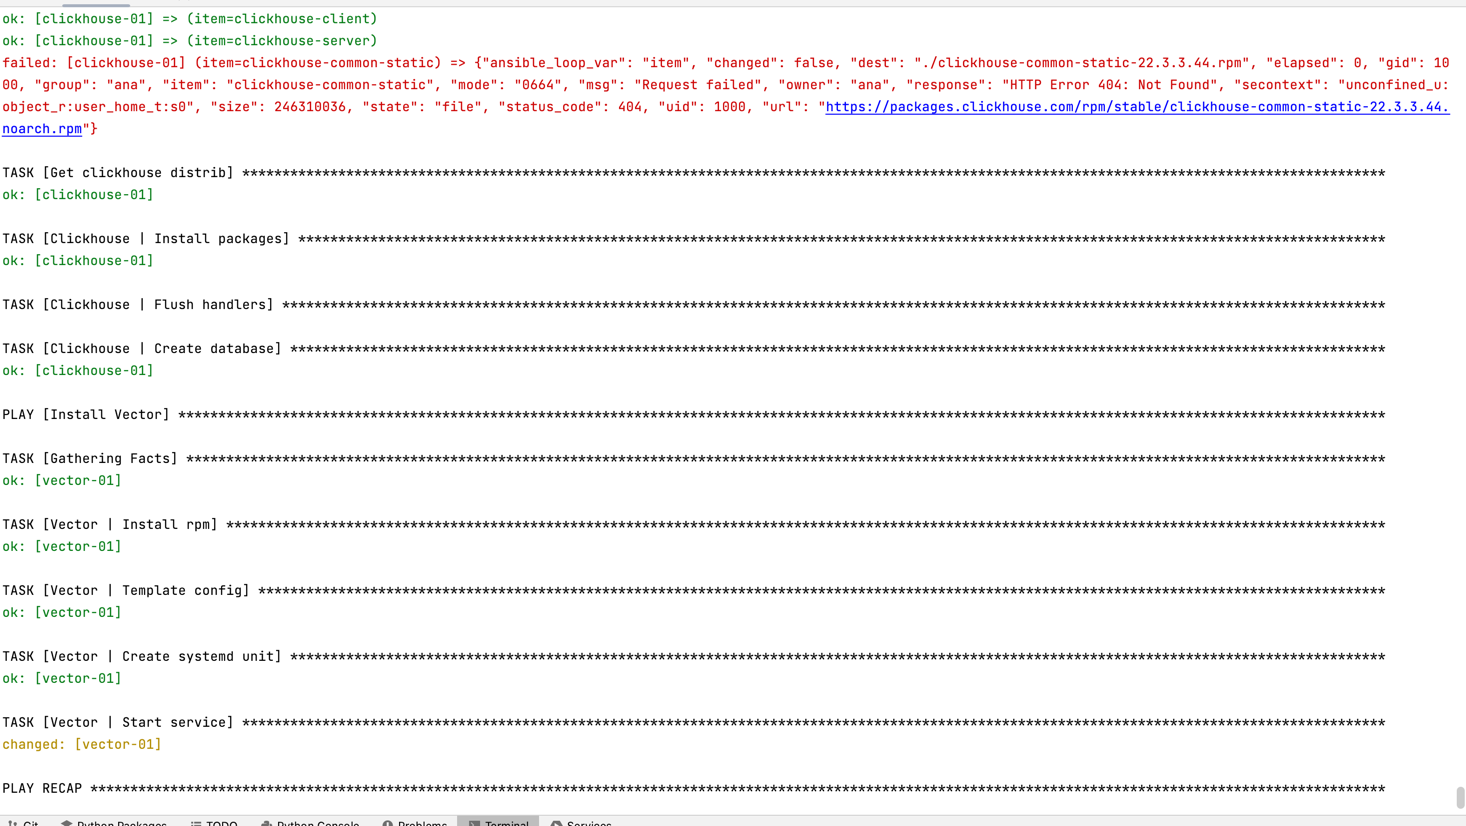 ok: [clickhouse-01] => (item=clickhouse-client)
ok: [clickhouse-01] => (item=clickhouse-server)
failed: [clickhouse-01] (item=clickhouse-common-static) => {"ansible_loop_var": "item", "changed": false, "dest": "./clickhouse-common-static-22.3.3.44.rpm", "elapsed": 0, "gid": 10
00, "group": "ana", "item": "clickhouse-common-static", "mode": "0664", "msg": "Request failed", "owner": "ana", "response": "HTTP Error 404: Not Found", "secontext": "unconfined_u:
object_r:user_home_t:s0", "size": 246310036, "state": "file", "status_code": 404, "uid": 1000, "url": "https://packages.clickhouse.com/rpm/stable/clickhouse-common-static-22.3.3.44.
noarch.rpm"}
TASK [Get clickhouse distrib] ***********************************************************************************************************************************************
ok: [clickhouse-01]
TASK [Clickhouse | Install packages] ****************************************************************************************************************************************
ok: [clickhouse-01]
TASK [Clickhouse | Flush handlers] ******************************************************************************************************************************************
TASK [Clickhouse | Create database] *****************************************************************************************************************************************
ok: [clickhouse-01]
PLAY [Install Vector] *******************************************************************************************************************************************************
TASK [Gathering Facts] ******************************************************************************************************************************************************
ok: [vector-01]
TASK [Vector | Install rpm] *************************************************************************************************************************************************
ok: [vector-01]
TASK [Vector | Template config] *********************************************************************************************************************************************
ok: [vector-01]
TASK [Vector | Create systemd unit] *****************************************************************************************************************************************
ok: [vector-01]
TASK [Vector | Start service] ***********************************************************************************************************************************************
changed: [vector-01]
PLAY RECAP ******************************************************************************************************************************************************************
Git Python Packages TODO Python Console Problems Terminal Services